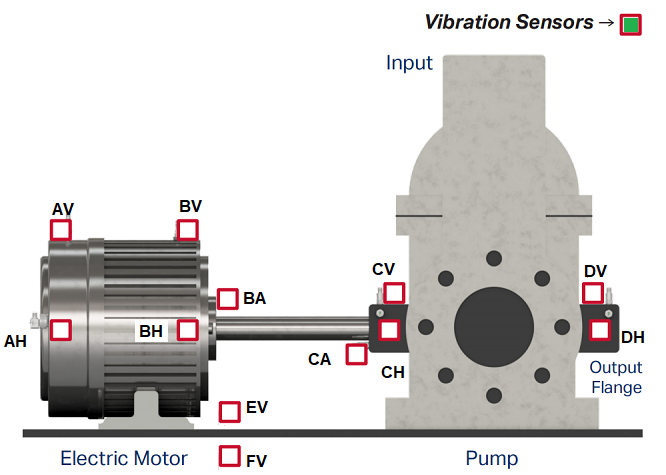 Vibration Sensors →
Input
AV
BV
CV
DV
BA
AH
BH
DH
CA
CH
Output
Flange
EV
Electric Motor
FV
Pump